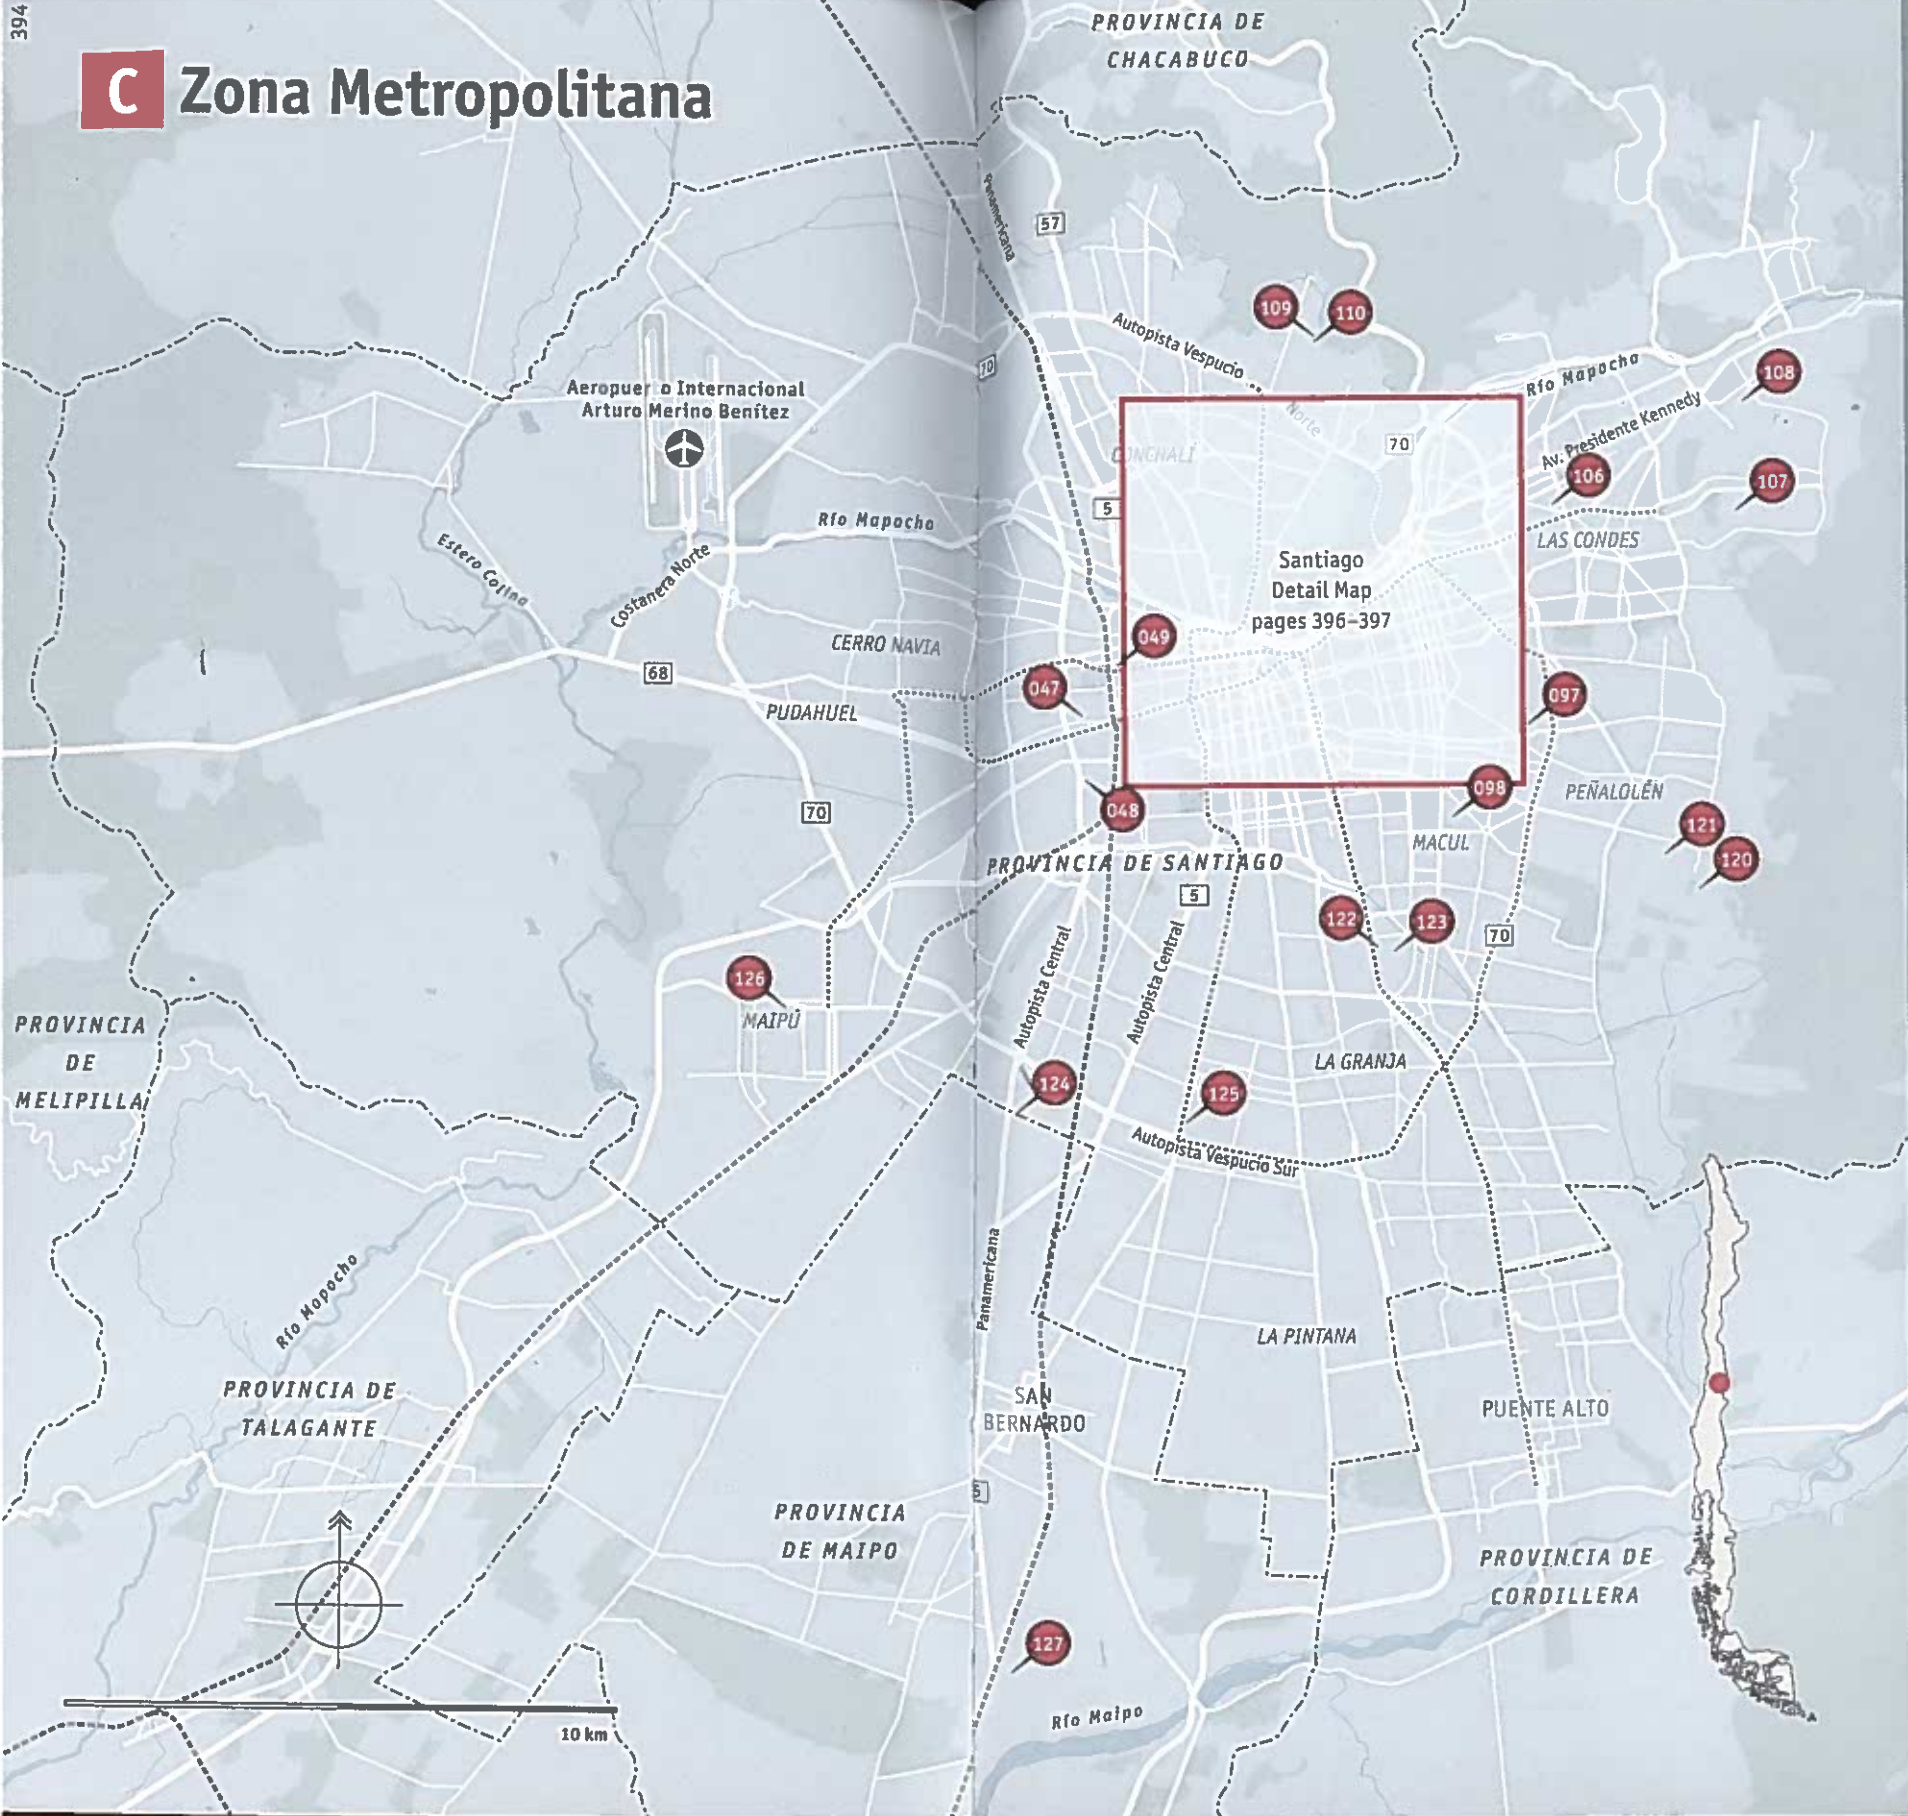 394
C Zona Metropolitana
PROVINCIA DE
CHACABUCO
Panamericana
57
109
110
Autopista Vespucio
Norte
70
Río Mapocho
108
Av. Presidente Kennedy
106
107
LAS CONDES
Aeropuer o Internacional
Arturo Merino Benítez
70
CONCHALÍ
5
Río Mapocho
Estero Colina
Costanera Norte
Santiago
Detail Map
pages 396–397
CERRO NAVIA
049
68
047
097
PUDAHUEL
70
048
098
PEÑALOLÉN
121
120
MACUL
PROVINCIA DE SANTIAGO
5
122
123
70
Autopista Central
Autopista Central
126
MAIPÚ
PROVINCIA
DE
MELIPILLA
124
125
LA GRANJA
Autopista Vespucio Sur
Río Mopocho
Panamericana
LA PINTANA
PROVINCIA DE
TALAGANTE
SAN
BERNARDO
PUENTE ALTO
5
PROVINCIA
DE MAIPO
PROVINCIA DE
CORDILLERA
127
Río Maipo
10 km